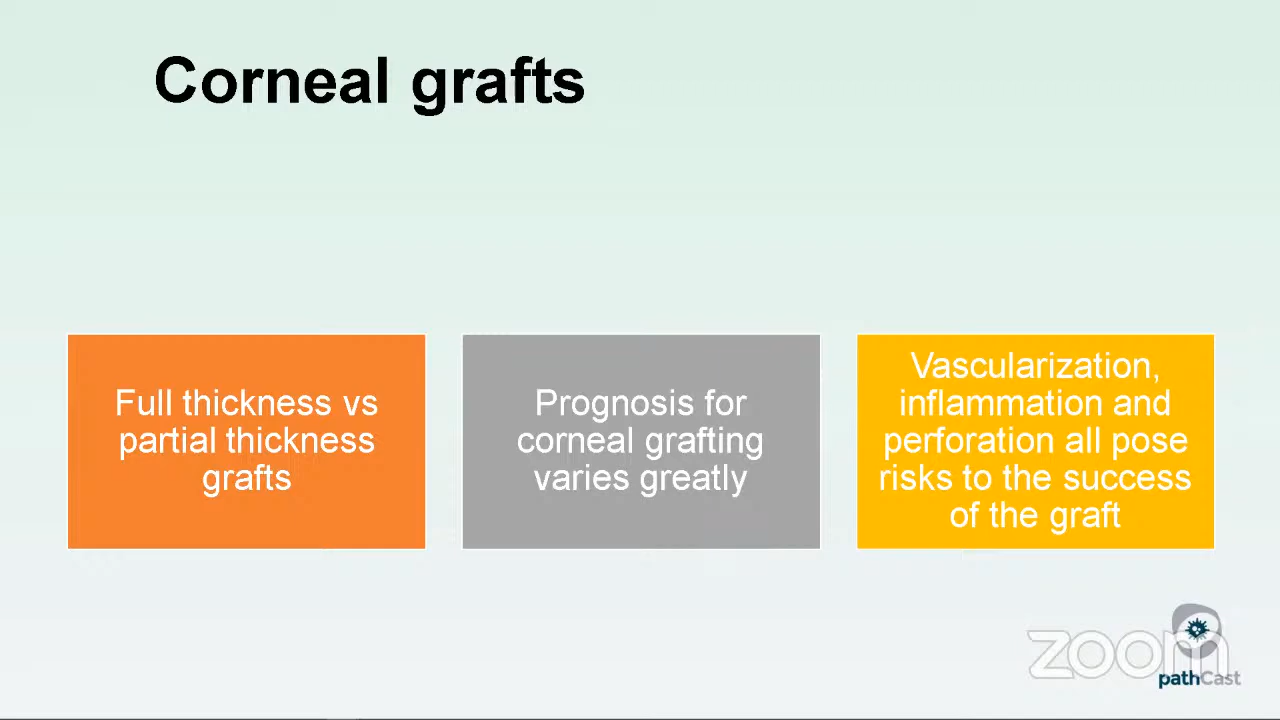 Corneal grafts
Full thickness vs
partial thickness
grafts
Prognosis for
corneal grafting
varies greatly
Vascularization,
inflammation and
perforation all pose
risks to the success
of the graft
zoom
pathCast